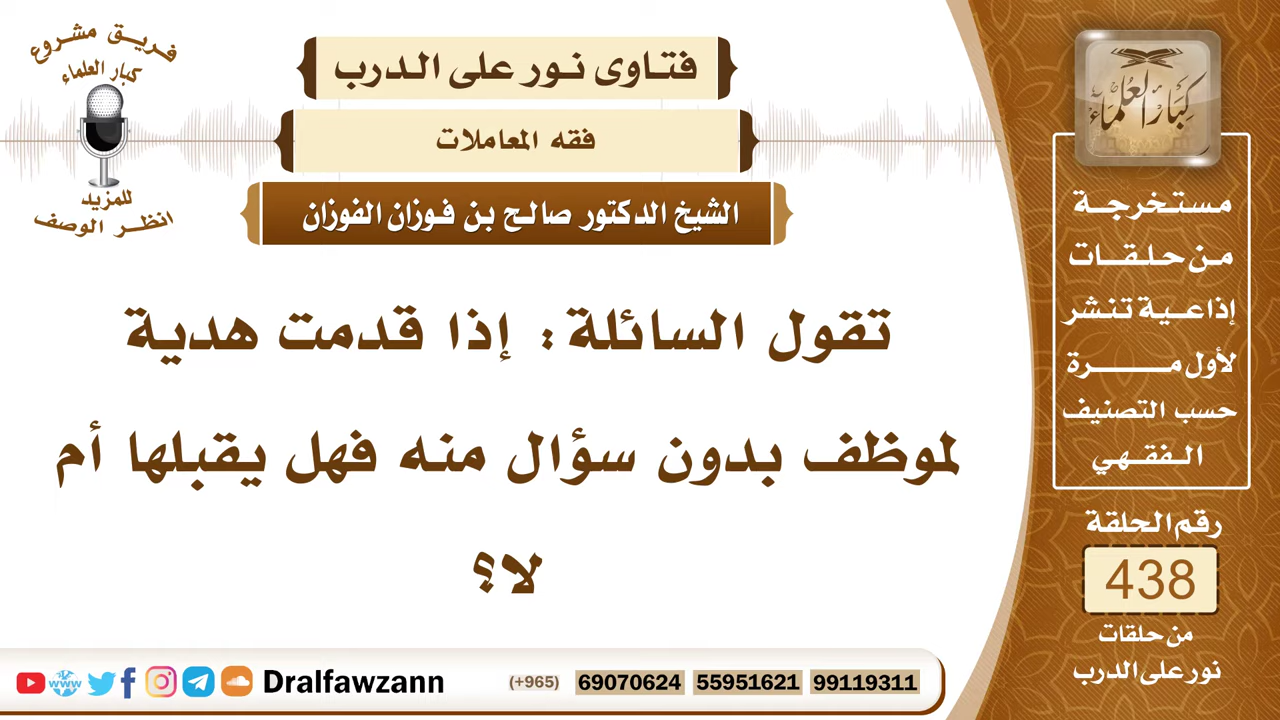 فريق مشروع
كبار العلماء
للمزيد
انظر الوصف
فتاوى نور على الدرب
فقه المعاملات
الشيخ الدكتور صالح بن فوزان الفوزان
تقول السائلة: إذا قدمت هدية
لموظف بدون سؤال منه فهل يقبلها أم
لا؟
كبار العلماء
مستخرجة
من حلقات
إذاعية تنشر
لأول مرة
حسب التصنيف
الفقهي
رقم الحلقة
438
من حلقات
نور على الدرب
www
Dralfawzann
(+965) 69070624 55951621 99119311